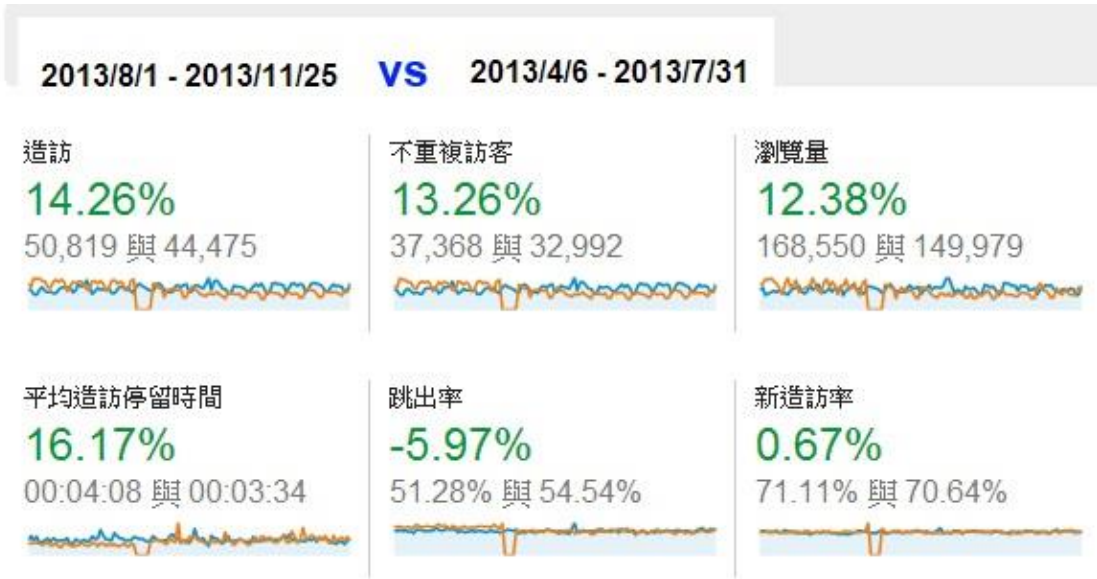 2013/8/1 - 2013/11/25 VS 2013/4/6 - 2013/7/31
造訪
14.26%
50,819 與 44,475
不重複訪客
13.26%
37,368 與 32,992
瀏覽量
12.38%
168,550 與 149,979
平均造訪停留時間
16.17%
00:04:08 與 00:03:34
跳出率
-5.97%
51.28% 與 54.54%
新造訪率
0.67%
71.11% 與 70.64%